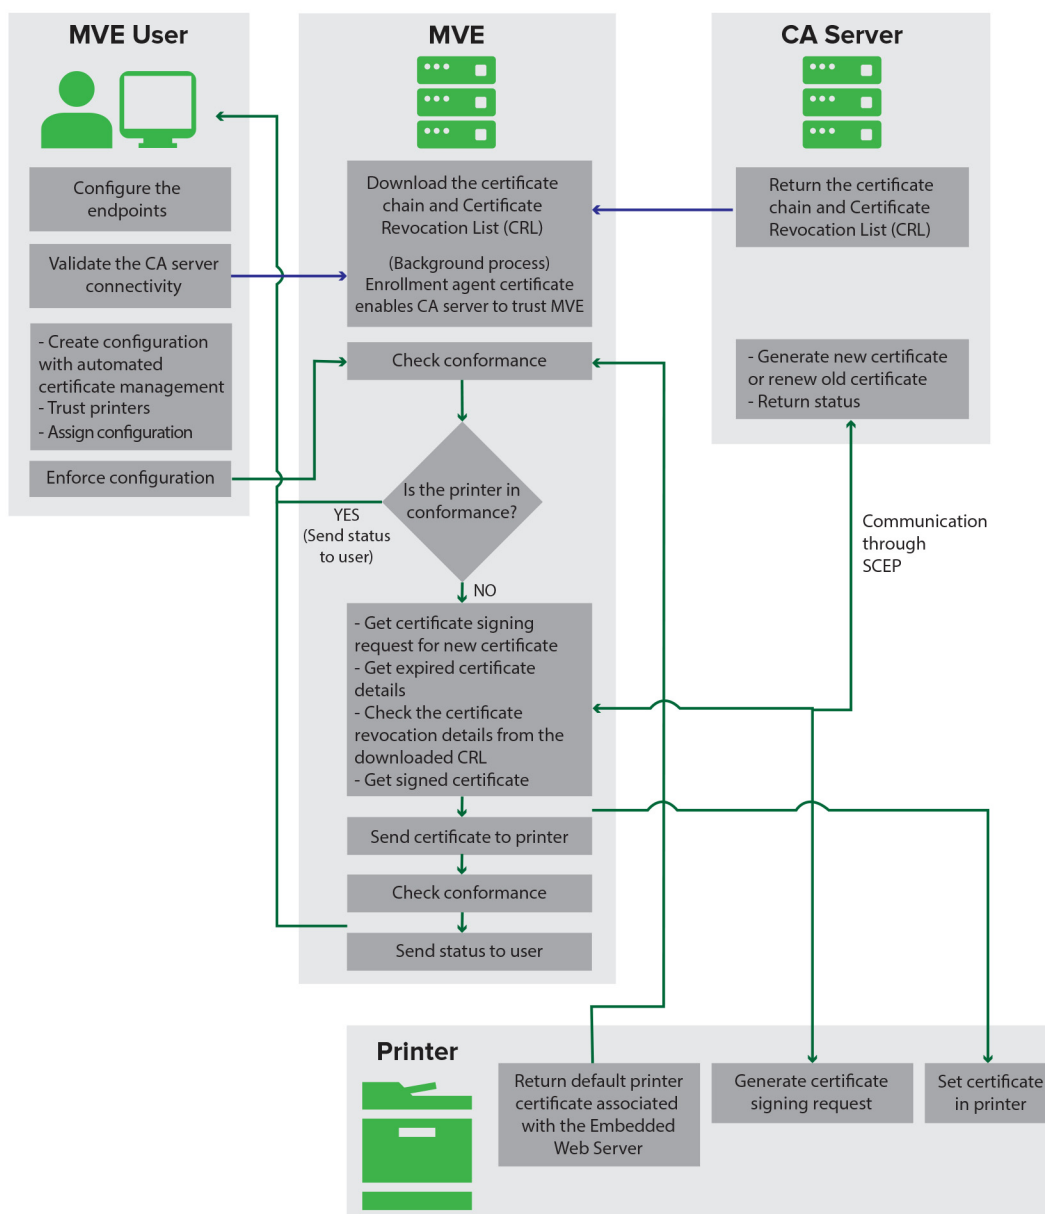 MVE User
Configure the
endpoints
Validate the CA server
connectivity
- Create configuration
with automated
certificate management
- Trust printers
- Assign configuration
Enforce configuration
MVE
Download the certificate
chain and Certificate
Revocation List (CRL)
(Background process)
Enrollment agent certificate
enables CA server to trust MVE
Check conformance
Is the printer in
conformance?
YES
(Send status
to user)
NO
- Get certificate signing
request for new certificate
- Get expired certificate
details
- Check the certificate
revocation details from the
downloaded CRL
- Get signed certificate
Send certificate to printer
Check conformance
Send status to user
CA Server
Return the certificate
chain and Certificate
Revocation List (CRL)
- Generate new certificate
or renew old certificate
- Return status
Communication
through
SCEP
Printer
Return default printer
certificate associated
with the Embedded
Web Server
Generate certificate
signing request
Set certificate
in printer